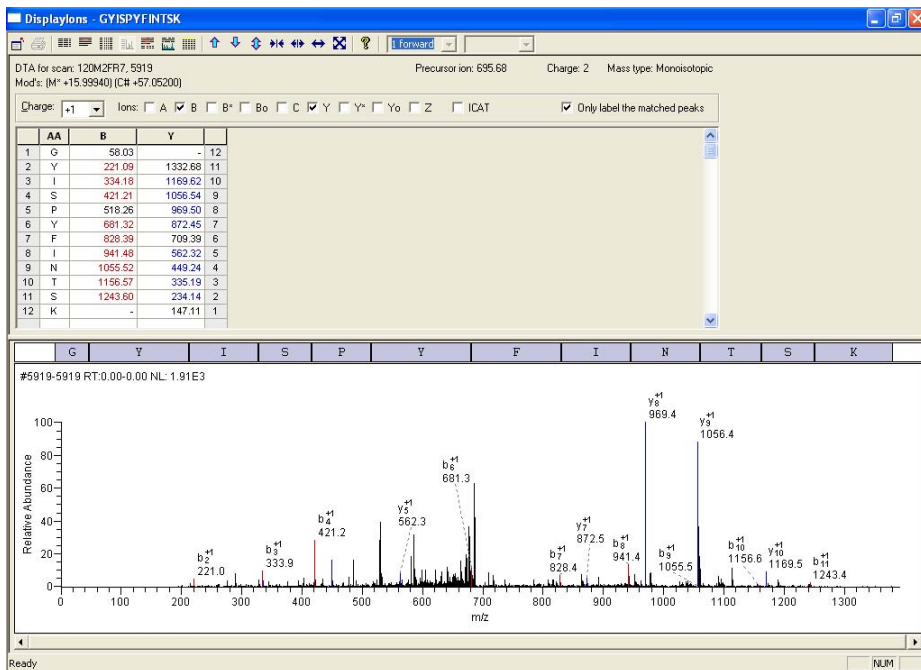 DisplayIons - GYISPYFINTSK
1 forward
DTA for scan: 120M2FR7, 5919 Precursor ion: 695.68 Charge: 2 Mass type: Monoisotopic
Mod's: (M* +15.99940) (C# +57.05200)
Charge: +1 Ions: A B B* Bo C Y Y* Yo Z ICAT Only label the matched peaks
AA B Y
1 G 58.03 - 12
2 Y 221.09 1332.68 11
3 I 334.18 1169.62 10
4 S 421.21 1056.54 9
5 P 518.26 969.50 8
6 Y 681.32 872.45 7
7 F 828.39 709.39 6
8 I 941.48 562.32 5
9 N 1055.52 449.24 4
10 T 1156.57 335.19 3
11 S 1243.60 234.14 2
12 K - 147.11 1
G Y I S P Y F I N T S K
#5919-5919 RT:0.00-0.00 NL: 1.91E3
Relative Abundance
100
80
60
40
20
0
b2+1
221.0
b3+1
333.9
b4+1
421.2
y5+1
562.3
b6+1
681.3
b7+1
828.4
y7+1
872.5
b8+1
941.4
y8+1
969.4
b9+1
1055.5
y9+1
1056.4
b10+1
1156.6
y10+1
1169.5
b11+1
1243.4
0 100 200 300 400 500 600 700 800 900 1000 1100 1200 1300
m/z
Ready NUM